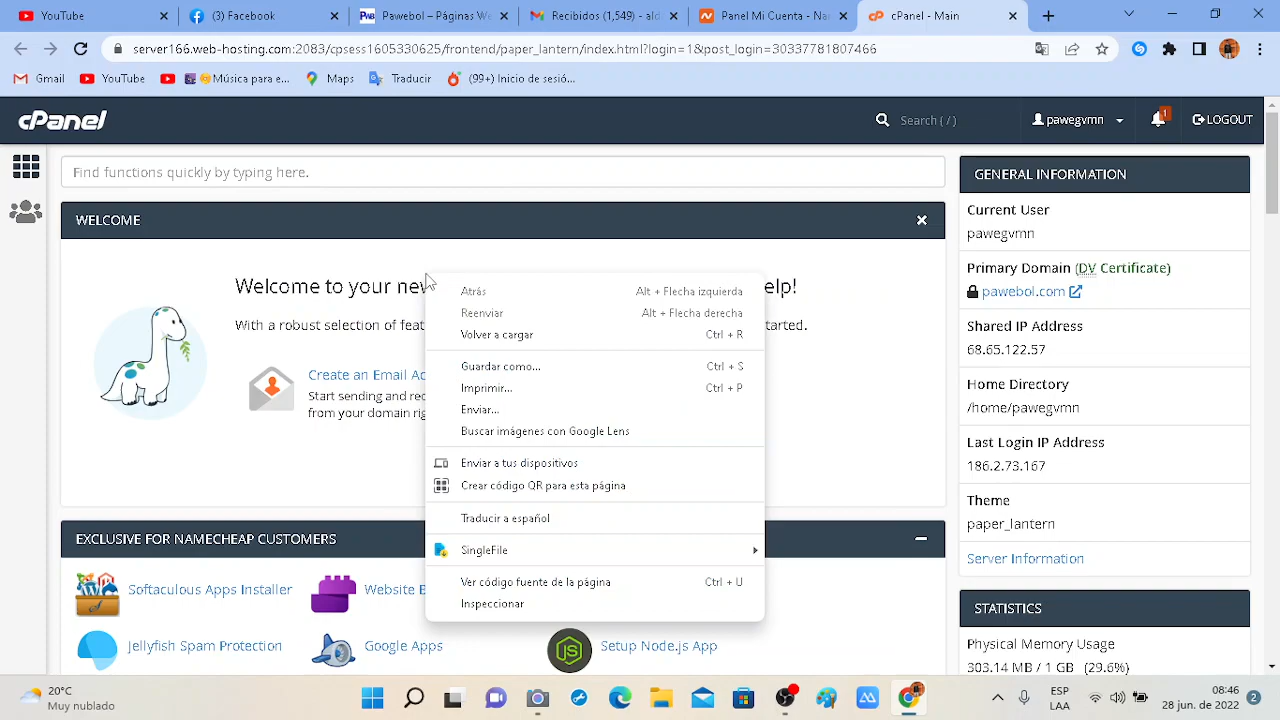 YouTube
(3) Facebook
PWB Pawebol – Páginas We
Recibidos (1,549) - ald
Panel Mi Cuenta - Na
cPanel - Main
server166.web-hosting.com:2083/cpsess1605330625/frontend/paper_lantern/index.html?login=1&post_login=30337781807466
Gmail
YouTube
Música para e...
Maps
Traducir
(99+) Inicio de sesió...
cPanel
Search ( / )
pawegvmn
1
LOGOUT
Find functions quickly by typing here.
WELCOME
Welcome to your new
elp!
With a robust selection of feat
tarted.
Create an Email Ac
Start sending and rec
from your domain rig
Atrás Alt + Flecha izquierda
Reenviar Alt + Flecha derecha
Volver a cargar Ctrl + R
Guardar como... Ctrl + S
Imprimir... Ctrl + P
Enviar...
Buscar imágenes con Google Lens
Enviar a tus dispositivos
Crear código QR para esta página
Traducir a español
SingleFile
Ver código fuente de la página Ctrl + U
Inspeccionar
EXCLUSIVE FOR NAMECHEAP CUSTOMERS
Softaculous Apps Installer
Website B
Jellyfish Spam Protection
Google Apps
Setup Node.js App
GENERAL INFORMATION
Current User
pawegvmn
Primary Domain (DV Certificate)
pawebol.com
Shared IP Address
68.65.122.57
Home Directory
/home/pawegvmn
Last Login IP Address
186.2.73.167
Theme
paper_lantern
Server Information
STATISTICS
Physical Memory Usage
303.14 MB / 1 GB (29.6%)
20°C
Muy nublado
ESP
LAA
08:46
28 jun. de 2022
2